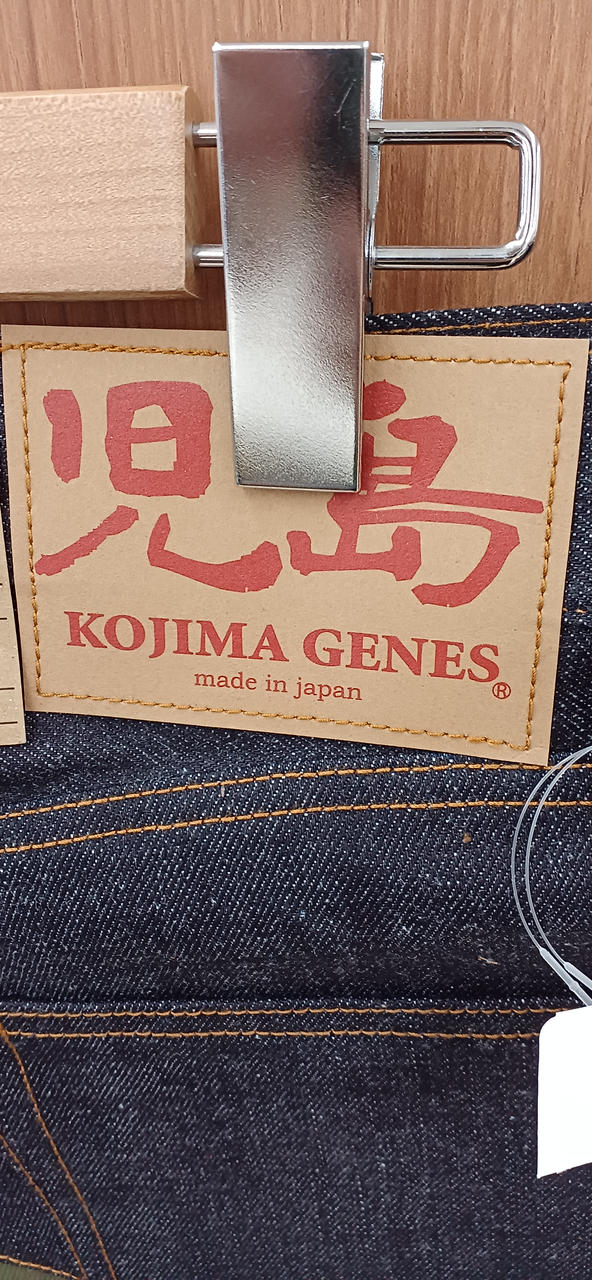 児島
KOJIMA GENES
made in japan
®